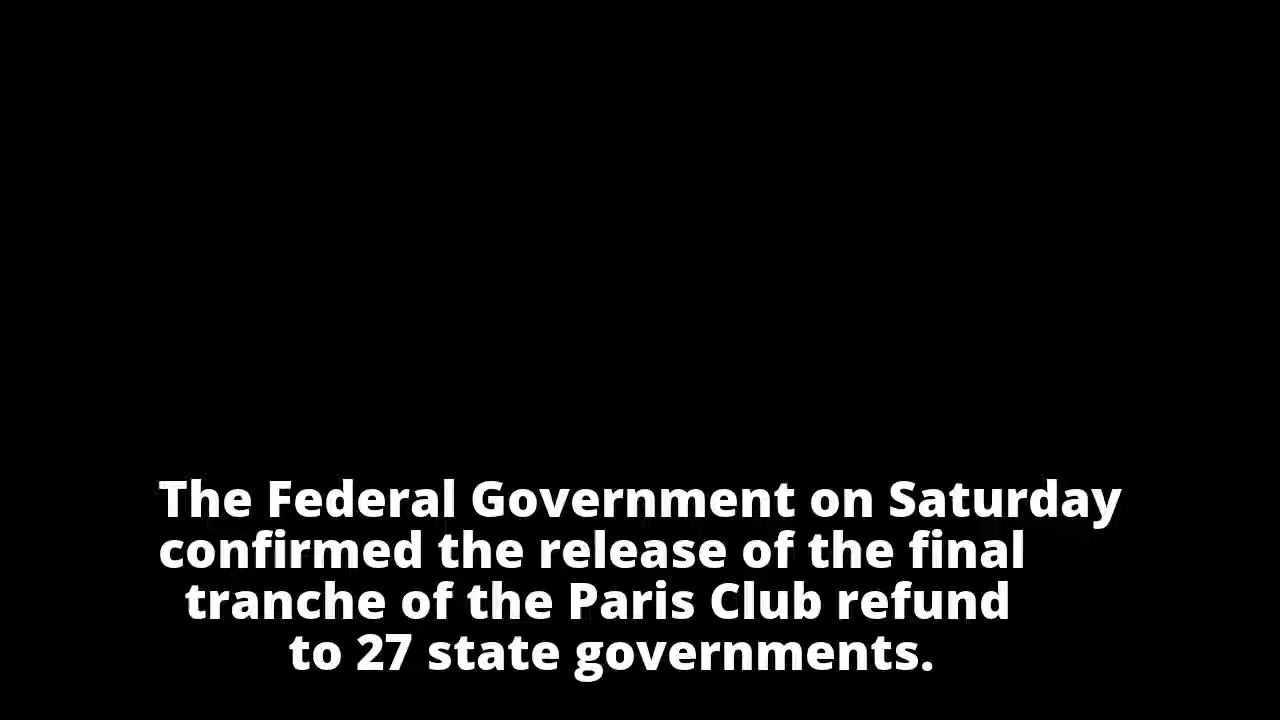 The Federal Government on Saturday
confirmed the release of the final
tranche of the Paris Club refund
to 27 state governments.